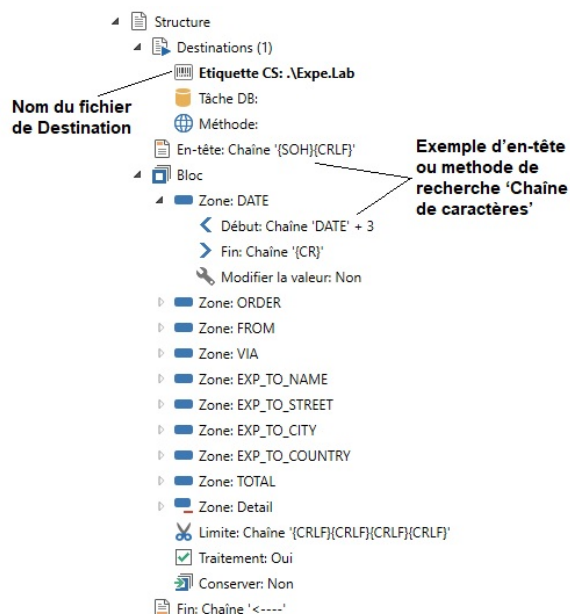 Structure
Destinations (1)
Etiquette CS: .\Expe.Lab
Tâche DB:
Méthode:
Nom du fichier
de Destination
En-tête: Chaîne '{SOH}{CRLF}'
Exemple d’en-tête
ou methode de
recherche ‘Chaîne
de caractères’
Bloc
Zone: DATE
Début: Chaîne 'DATE' + 3
Fin: Chaîne '{CR}'
Modifier la valeur: Non
Zone: ORDER
Zone: FROM
Zone: VIA
Zone: EXP_TO_NAME
Zone: EXP_TO_STREET
Zone: EXP_TO_CITY
Zone: EXP_TO_COUNTRY
Zone: TOTAL
Zone: Detail
Limite: Chaîne '{CRLF}{CRLF}{CRLF}{CRLF}'
Traitement: Oui
Conserver: Non
Fin: Chaîne '<----'